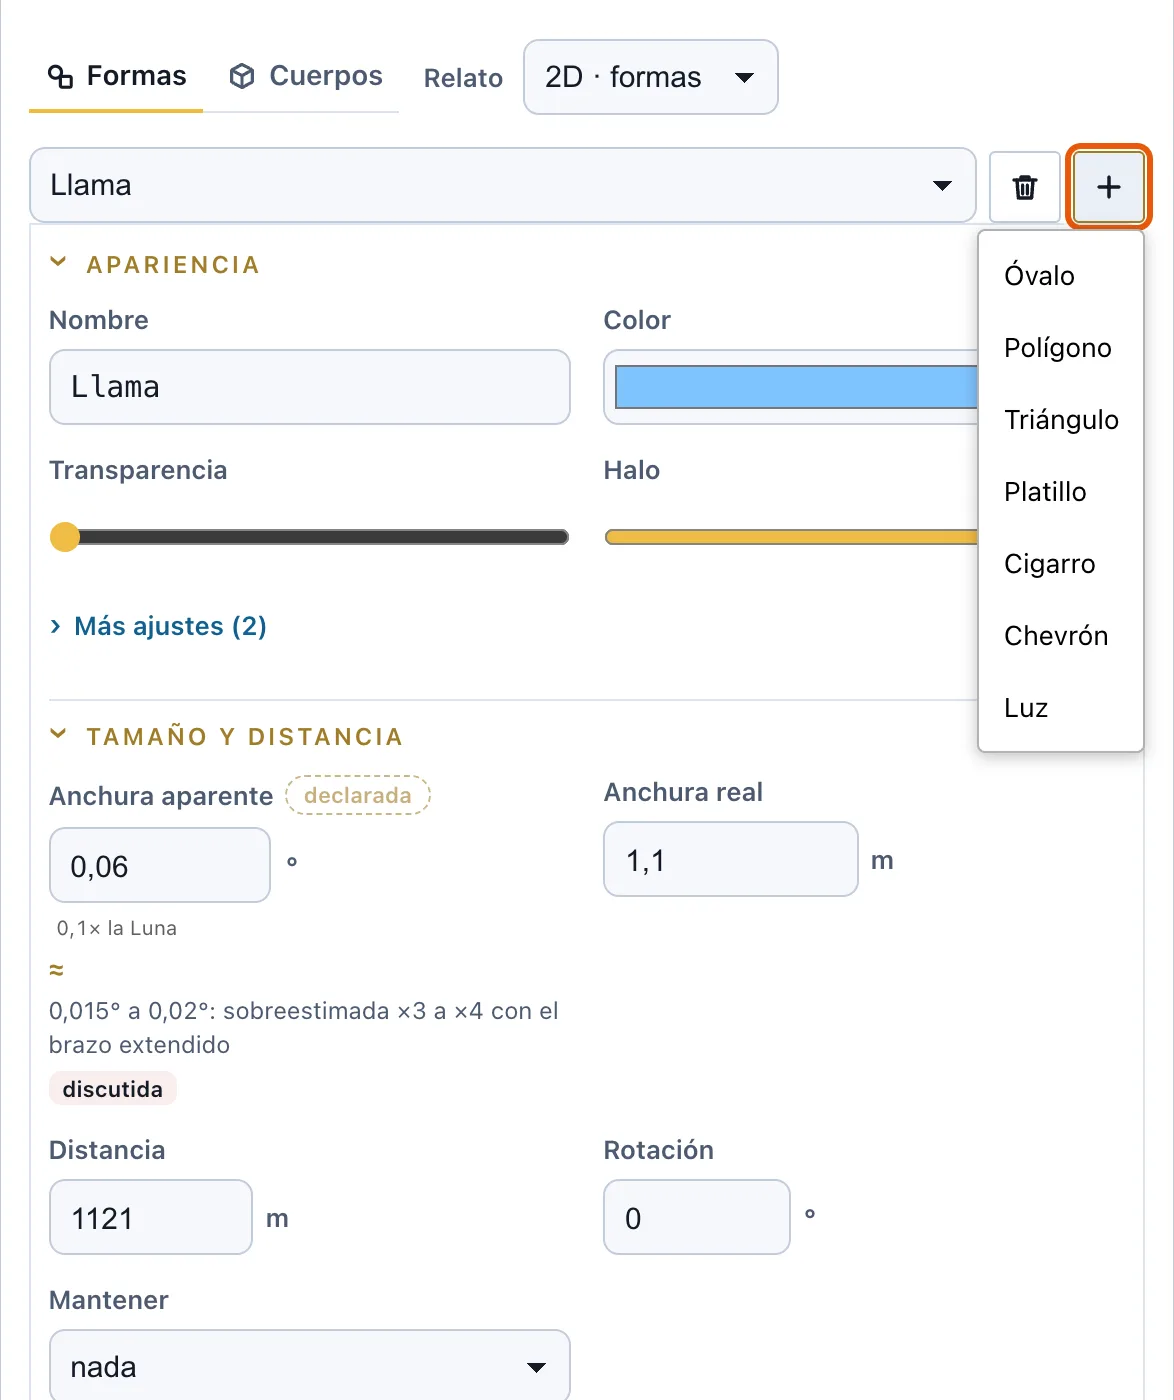 Formas Cuerpos Relato 2D · formas
Llama
Óvalo
Polígono
Triángulo
Platillo
Cigarro
Chevrón
Luz
APARIENCIA
Nombre Color
Llama
Transparencia Halo
Más ajustes (2)
TAMAÑO Y DISTANCIA
Anchura aparente declarada Anchura real
0,06 ° 1,1 m
0,1× la Luna
≈
0,015° a 0,02°: sobreestimada ×3 a ×4 con el
brazo extendido
discutida
Distancia Rotación
1121 m 0 °
Mantener
nada